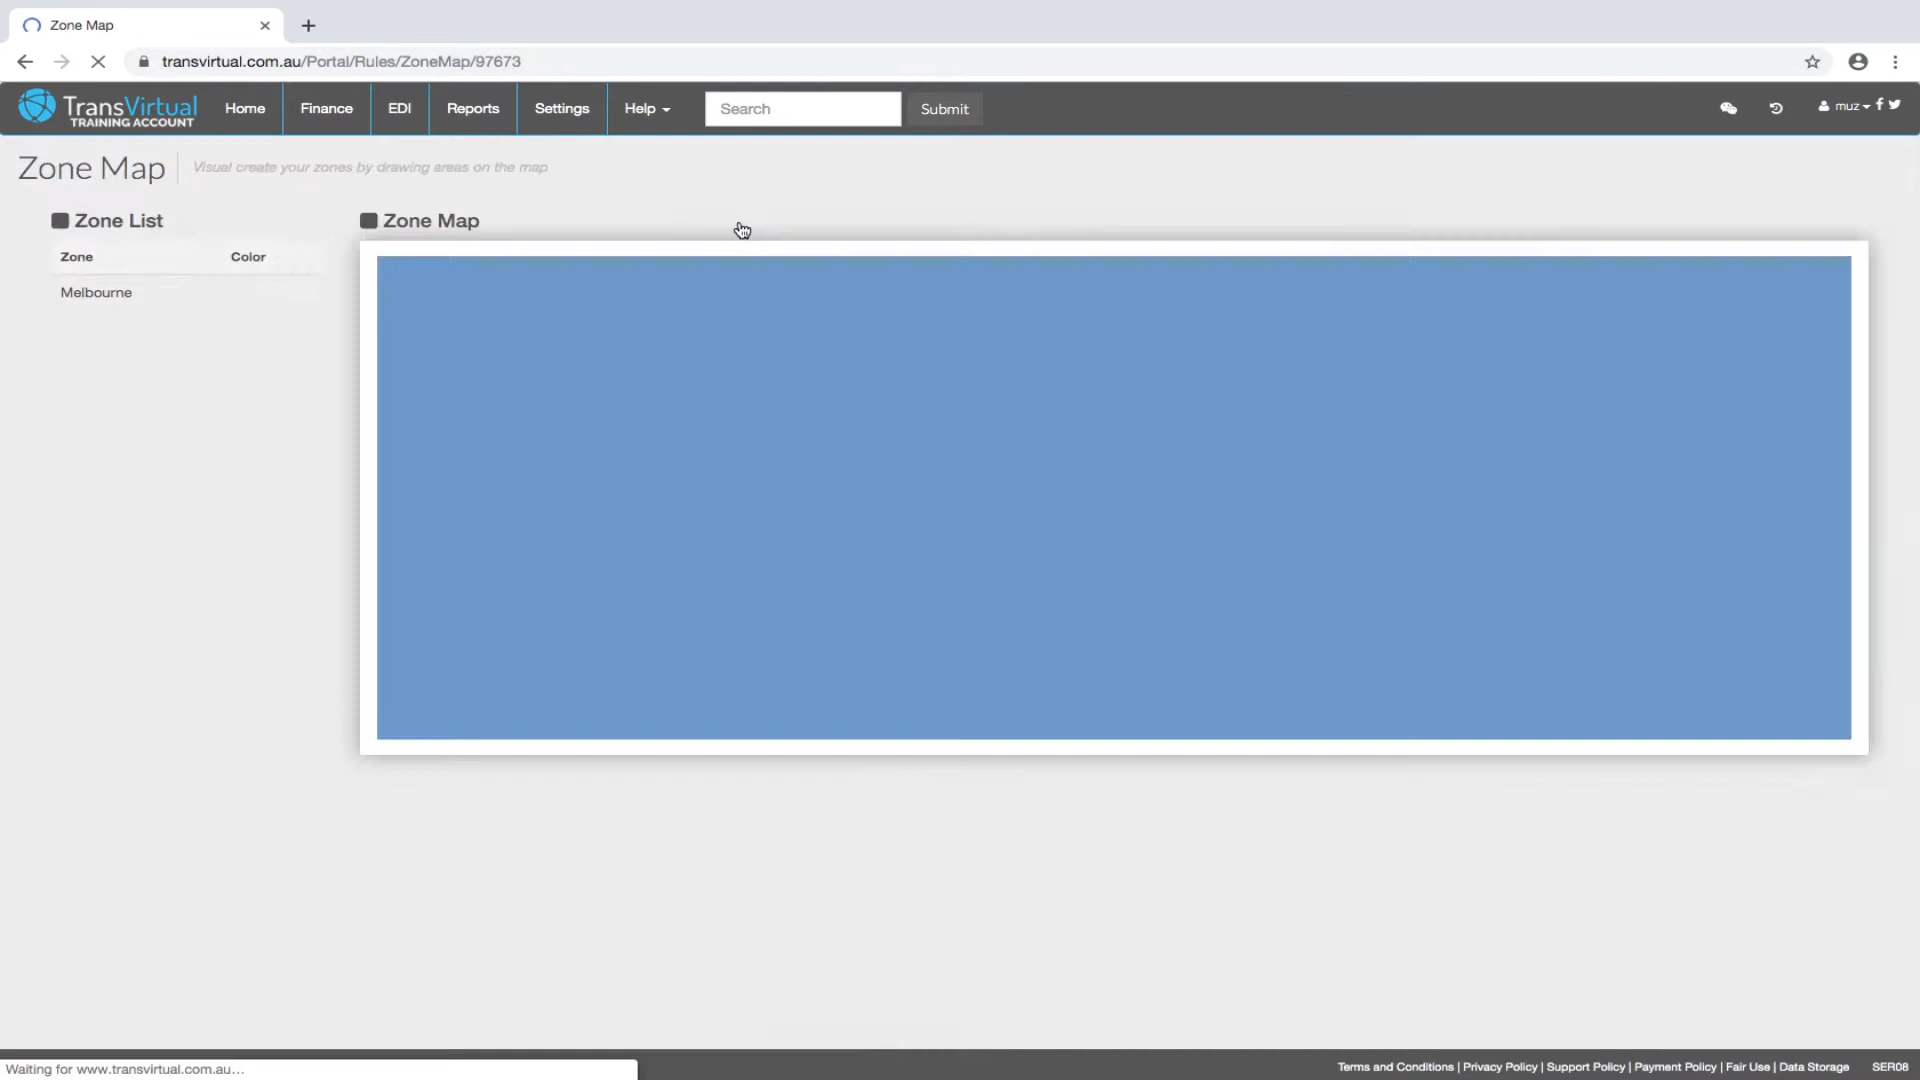 Zone Map
transvirtual.com.au/Portal/Rules/ZoneMap/97673
TransVirtual
TRAINING ACCOUNT
Home
Finance
EDI
Reports
Settings
Help
Search
Submit
muz
Zone Map
Visual create your zones by drawing areas on the map
Zone List
Zone Color
Melbourne
Zone Map
Waiting for www.transvirtual.com.au...
Terms and Conditions | Privacy Policy | Support Policy | Payment Policy | Fair Use | Data Storage SER08